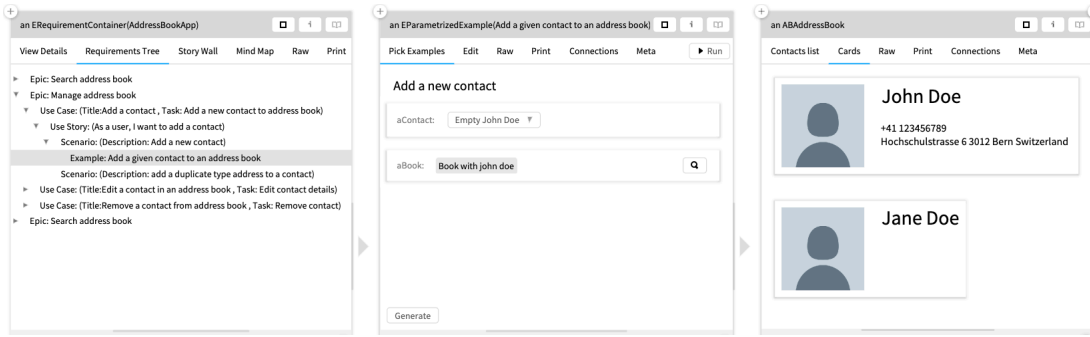 an ERequirementContainer(AddressBookApp)
View Details Requirements Tree Story Wall Mind Map Raw Print
Epic: Search address book
Epic: Manage address book
Use Case: (Title:Add a contact , Task: Add a new contact to address book)
Use Story: (As a user, I want to add a contact)
Scenario: (Description: Add a new contact)
Example: Add a given contact to an address book
Scenario: (Description: add a duplicate type address to a contact)
Use Case: (Title:Edit a contact in an address book , Task: Edit contact details)
Use Case: (Title:Remove a contact from address book , Task: Remove contact)
Epic: Search address book
an EParametrizedExample(Add a given contact to an address book)
Pick Examples Edit Raw Print Connections Meta Run
Add a new contact
aContact: Empty John Doe
aBook: Book with john doe
Generate
an ABAddressBook
Contacts list Cards Raw Print Connections Meta
John Doe
+41 123456789
Hochschulstrasse 6 3012 Bern Switzerland
Jane Doe